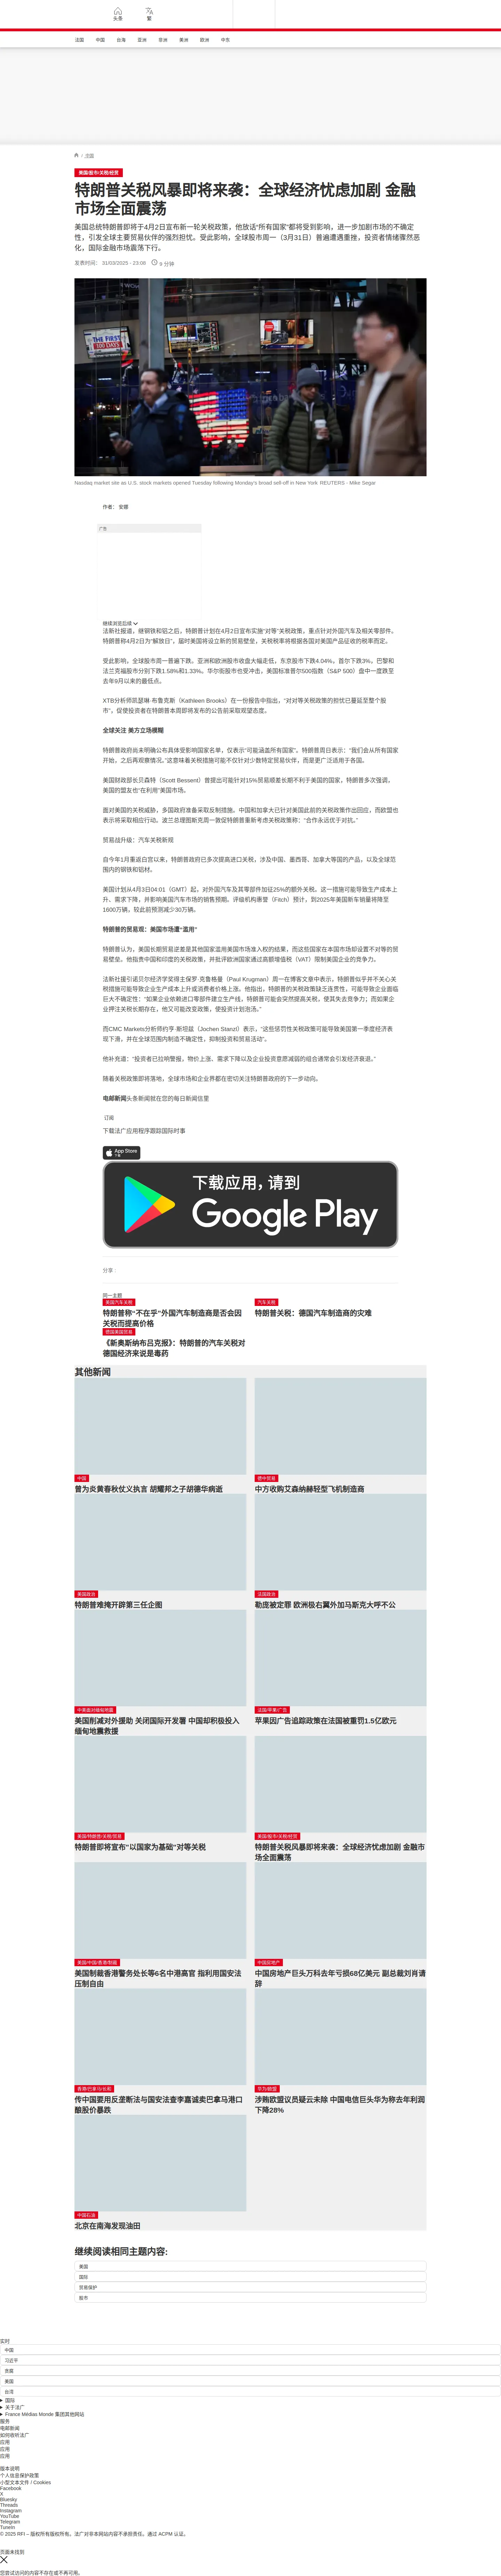 头条
繁
法国
中国
台海
亚洲
非洲
美洲
欧洲
中东
/ 法国
美国/股市/关税/经贸
特朗普关税风暴即将来袭：全球经济忧虑加剧 金融
市场全面震荡
美国总统特朗普即将于4月2日宣布新一轮关税政策，他放话“所有国家”都将受到影响，进一步加剧市场的不确定
性，引发全球主要贸易伙伴的强烈担忧。受此影响，全球股市周一（3月31日）普遍遭遇重挫，投资者情绪骤然恶
化，国际金融市场震荡下行。
发表时间： 31/03/2025 - 23:08
9 分钟
THE FIRST
100 DAYS
Nasdaq market site as U.S. stock markets opened Tuesday following Monday's broad sell-off in New York REUTERS - Mike Segar
作者： 安德
广告
继续浏览后续
法新社报道，继钢铁和铝之后，特朗普计划在4月2日宣布实施“对等”关税政策，重点针对外国汽车及相关零部件。
特朗普称4月2日为“解放日”，届时美国将设立新的贸易壁垒，关税税率将根据各国对美国产品征收的税率而定。
受此影响，全球股市周一普遍下跌。亚洲和欧洲股市收盘大幅走低，东京股市下跌4.04%，首尔下跌3%。巴黎和
法兰克福股市分别下跌1.58%和1.33%。华尔街股市也受冲击，美国标准普尔500指数（S&P 500）盘中一度跌至
去年9月以来的最低点。
XTB分析师凯瑟琳·布鲁克斯（Kathleen Brooks）在一份报告中指出，“对对等关税政策的担忧已蔓延至整个股
市”，促使投资者在特朗普本周即将发布的公告前采取观望态度。
全球关注 美方立场模糊
特朗普政府尚未明确公布具体受影响国家名单，仅表示“可能涵盖所有国家”。特朗普周日表示：“我们会从所有国家
开始，之后再观察情况。”这意味着关税措施可能不仅针对少数特定贸易伙伴，而是更广泛适用于各国。
美国财政部长贝森特（Scott Bessent）曾提出可能针对15%贸易顺差长期不利于美国的国家，特朗普多次强调，
美国的盟友也“在利用”美国市场。
面对美国的关税威胁，多国政府准备采取反制措施。中国和加拿大已针对美国此前的关税政策作出回应，而欧盟也
表示将采取相应行动。波兰总理图斯克周一敦促特朗普重新考虑关税政策称：“合作永远优于对抗。”
贸易战升级：汽车关税新规
自今年1月重返白宫以来，特朗普政府已多次提高进口关税，涉及中国、墨西哥、加拿大等国的产品，以及全球范
围内的钢铁和铝材。
美国计划从4月3日04:01（GMT）起，对外国汽车及其零部件加征25%的额外关税。这一措施可能导致生产成本上
升、需求下降，并影响美国汽车市场的销售预期。评级机构惠誉（Fitch）预计，到2025年美国新车销量将降至
1600万辆，较此前预测减少30万辆。
特朗普的贸易观：美国市场遭“滥用”
特朗普认为，美国长期贸易逆差是其他国家滥用美国市场准入权的结果，而这些国家在本国市场却设置不对等的贸
易壁垒。他指责中国和印度的关税政策，并批评欧洲国家通过高额增值税（VAT）限制美国企业的竞争力。
法新社援引诺贝尔经济学奖得主保罗·克鲁格曼（Paul Krugman）周一在博客文章中表示，特朗普似乎并不关心关
税措施可能导致企业生产成本上升或消费者价格上涨。他指出，特朗普的关税政策缺乏连贯性，可能导致企业面临
巨大不确定性：“如果企业依赖进口零部件建立生产线，特朗普可能会突然提高关税，使其失去竞争力；而如果企
业押注关税长期存在，他又可能改变政策，使投资计划泡汤。”
而CMC Markets分析师约亨·斯坦兹（Jochen Stanzl）表示，“这些惩罚性关税政策可能导致美国第一季度经济表
现下滑，并在全球范围内制造不确定性，抑制投资和贸易活动”。
他补充道：“投资者已拉响警报，物价上涨、需求下降以及企业投资意愿减弱的组合通常会引发经济衰退。”
随着关税政策即将落地，全球市场和企业界都在密切关注特朗普政府的下一步动向。
电邮新闻头条新闻就在您的每日新闻信里
订阅
下载法广应用程序跟踪国际时事
App Store
下载
下载应用，请到
Google Play
分享 :
同一主题
美国汽车关税
特朗普称“不在乎”外国汽车制造商是否会因
关税而提高价格
汽车关税
特朗普关税：德国汽车制造商的灾难
德国美国贸易
《新奥斯纳布吕克报》：特朗普的汽车关税对
德国经济来说是毒药
其他新闻
中国
曾为炎黄春秋仗义执言 胡耀邦之子胡德华病逝
德中贸易
中方收购艾森纳赫轻型飞机制造商
美国政治
特朗普难掩开辟第三任企图
法国政治
勒庞被定罪 欧洲极右翼外加马斯克大呼不公
中美面对缅甸地震
美国削减对外援助 关闭国际开发署 中国却积极投入
缅甸地震救援
法国/苹果/广告
苹果因广告追踪政策在法国被重罚1.5亿欧元
美国/特朗普/关税/贸易
特朗普即将宣布“以国家为基础”对等关税
美国/股市/关税/经贸
特朗普关税风暴即将来袭：全球经济忧虑加剧 金融市
场全面震荡
美国/中国/香港/制裁
美国制裁香港警务处长等6名中港高官 指利用国安法
压制自由
中国房地产
中国房地产巨头万科去年亏损68亿美元 副总裁刘肖请
辞
香港/巴拿马/长和
传中国要用反垄断法与国安法查李嘉诚卖巴拿马港口
酿股价暴跌
华为/欧盟
涉贿欧盟议员疑云未除 中国电信巨头华为称去年利润
下降28%
中国石油
北京在南海发现油田
继续阅读相同主题内容:
美国
国际
贸易保护
股市
实时
中国
习近平
贪腐
美国
台湾
国际
关于法广
France Médias Monde 集团其他网站
服务
电邮新闻
如何收听法广
应用
应用
应用
版本说明
个人信息保护政策
小型文本文件 / Cookies
Facebook
X
Bluesky
Threads
Instagram
YouTube
Telegram
TuneIn
© 2025 RFI – 版权所有版权所有。法广对非本网站内容不承担责任。通过 ACPM 认证。
页面未找到
您尝试访问的内容不存在或不再可用。